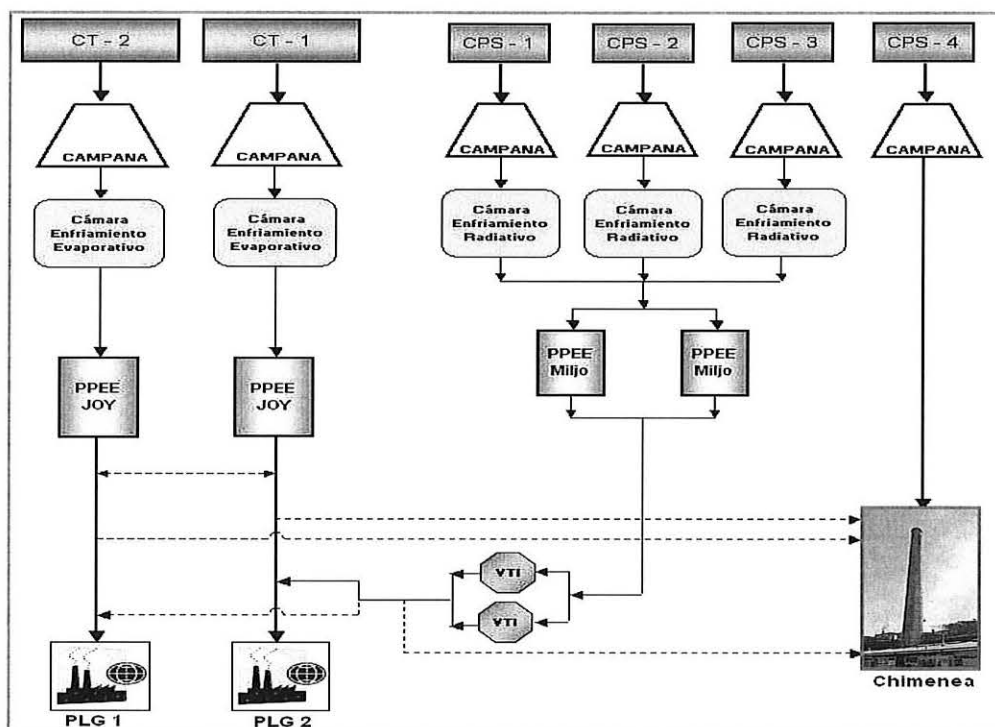 CT - 2
CT - 1
CPS - 1
CPS - 2
CPS - 3
CPS - 4
CAMPANA
CAMPANA
CAMPANA
CAMPANA
CAMPANA
CAMPANA
Cámara
Enfriamiento
Evaporativo
Cámara
Enfriamiento
Evaporativo
Cámara
Enfriamiento
Radiativo
Cámara
Enfriamiento
Radiativo
Cámara
Enfriamiento
Radiativo
PPEE
JOY
PPEE
JOY
PPEE
Miljo
PPEE
Miljo
VTI
VTI
Chimenea
PLG 1
PLG 2